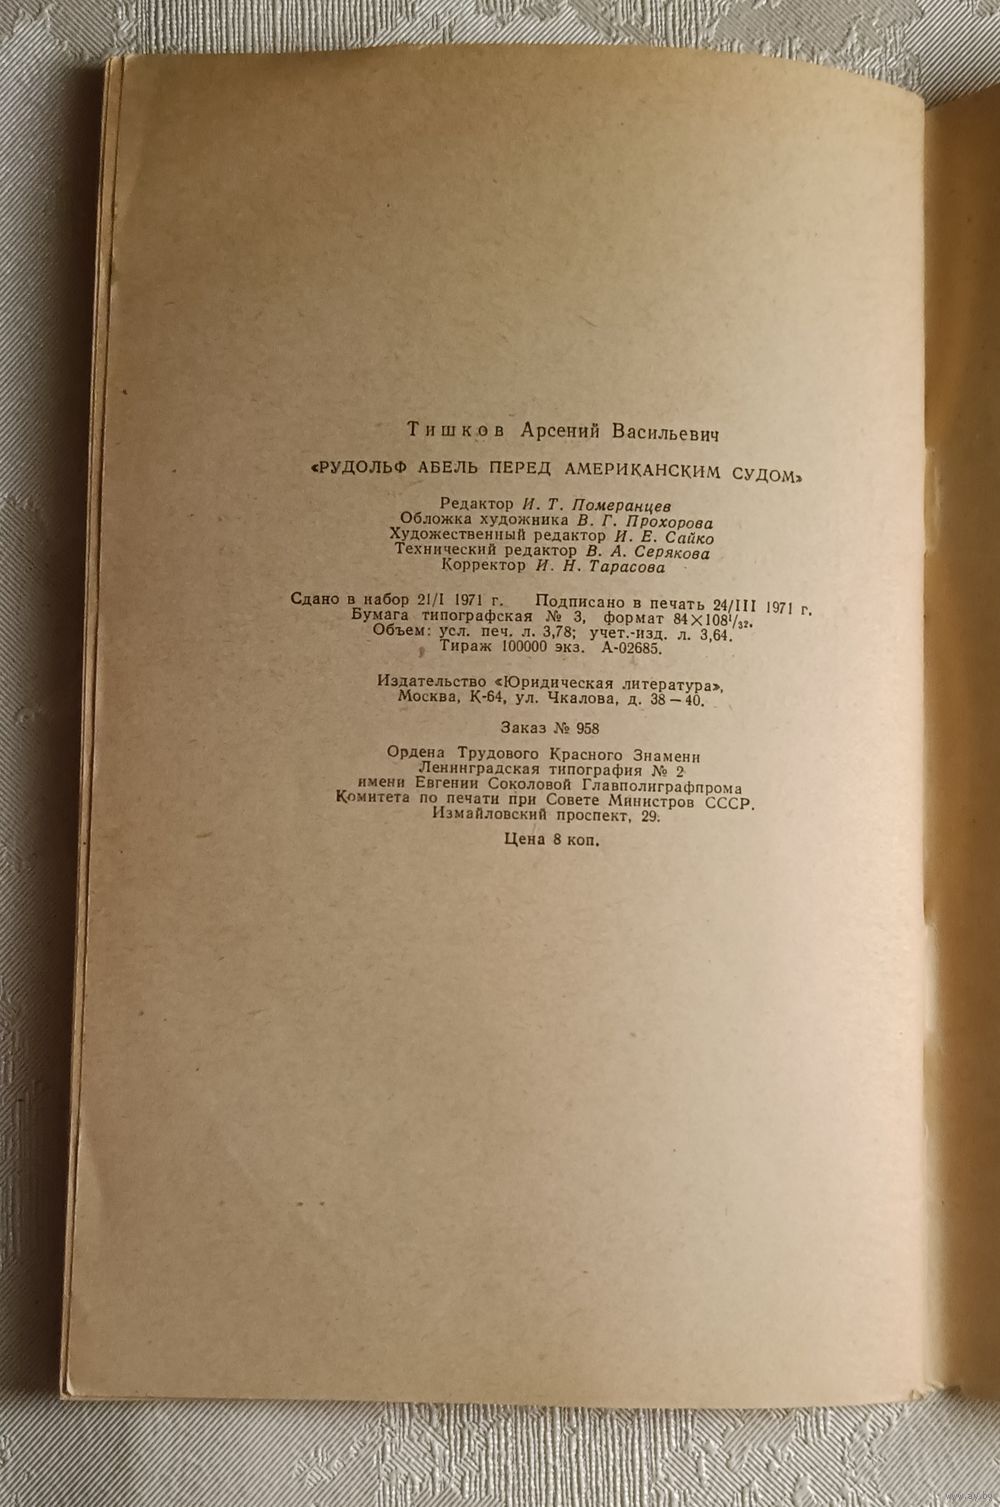 Тишков Арсений Васильевич
«РУДОЛЬФ АБЕЛЬ ПЕРЕД АМЕРИКАНСКИМ СУДОМ»
Редактор И. Т. Померанцев
Обложка художника В. Г. Прохорова
Художественный редактор И. Е. Сайко
Технический редактор В. А. Серякова
Корректор И. Н. Тарасова
Сдано в набор 21/I 1971 г. Подписано в печать 24/III 1971 г.
Бумага типографская № 3, формат 84×108¹/₃₂.
Объем: усл. печ. л. 3,78; учет.-изд. л. 3,64.
Тираж 100000 экз. А-02685.
Издательство «Юридическая литература»,
Москва, К-64, ул. Чкалова, д. 38—40.
Заказ № 958
Ордена Трудового Красного Знамени
Ленинградская типография № 2
имени Евгении Соколовой Главполиграфпрома
Комитета по печати при Совете Министров СССР.
Измайловский проспект, 29.
Цена 8 коп.
www.ay.by